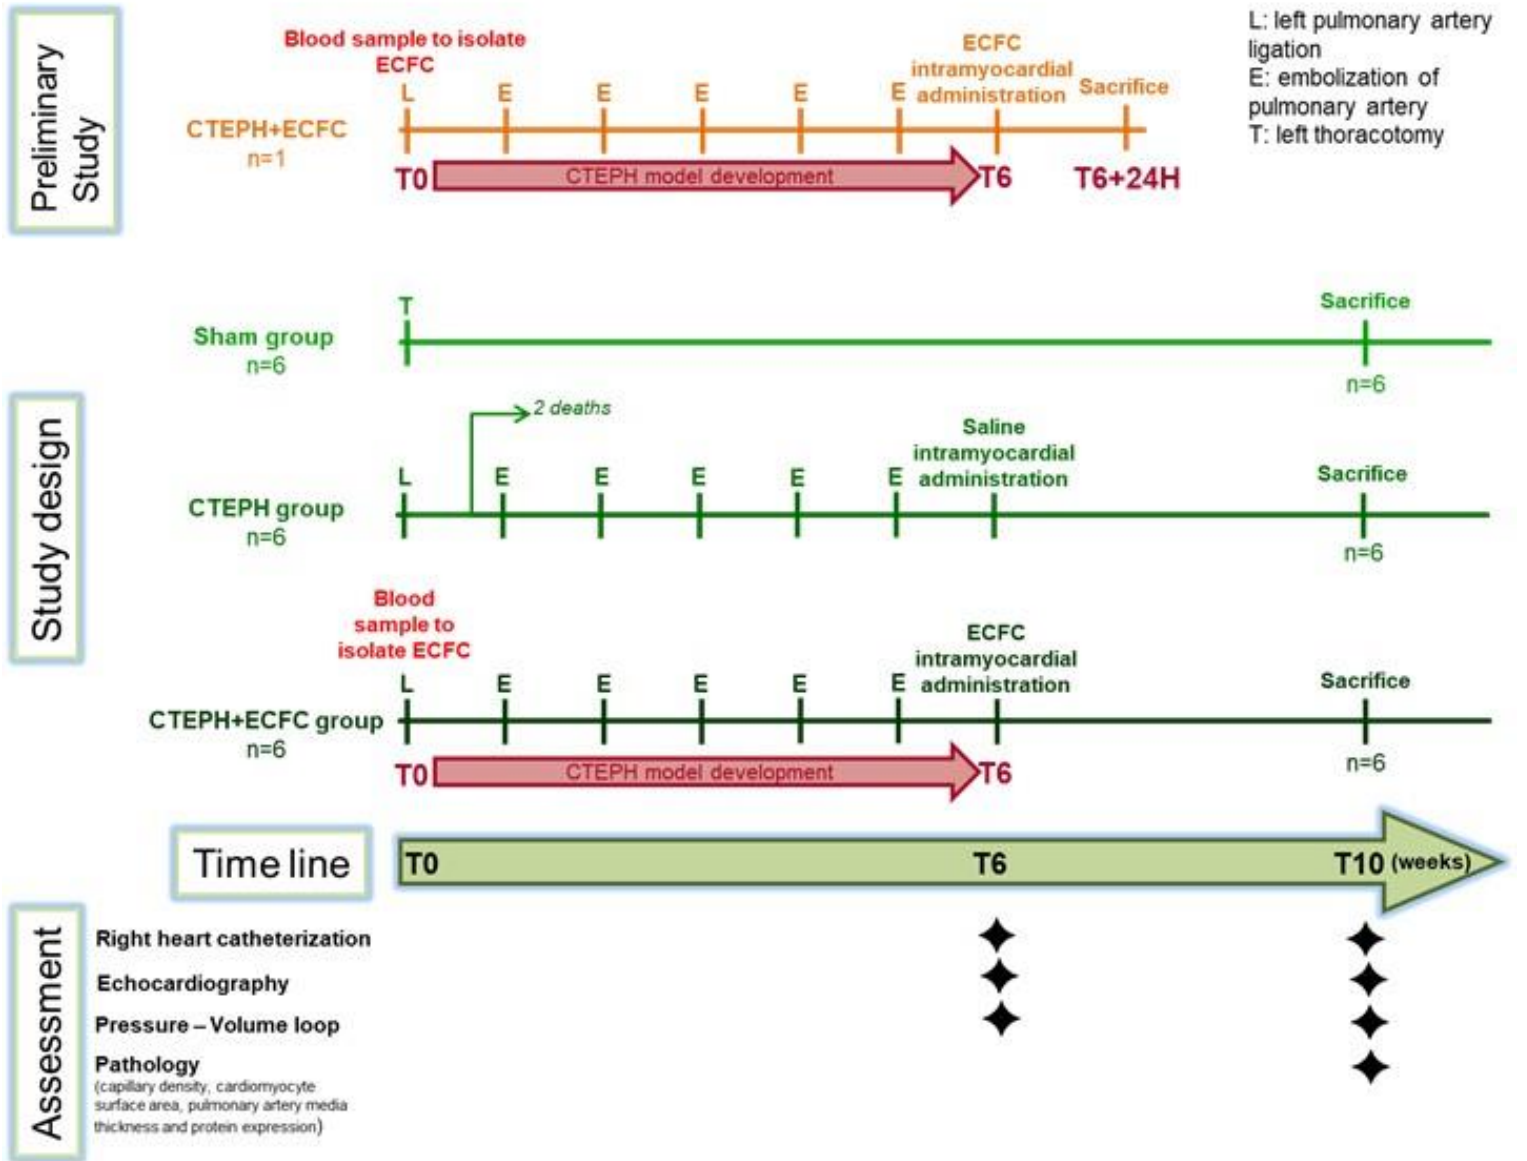 Preliminary
Study
Blood sample to isolate
ECFC
L
E
E
E
E
E
ECFC
intramyocardial
administration
Sacrifice
CTEPH+ECFC
n=1
T0
CTEPH model development
T6
T6+24H
L: left pulmonary artery
ligation
E: embolization of
pulmonary artery
T: left thoracotomy
Study design
T
Sacrifice
Sham group
n=6
n=6
2 deaths
L
E
E
E
E
E
Saline
intramyocardial
administration
Sacrifice
CTEPH group
n=6
n=6
Blood
sample to
isolate ECFC
L
E
E
E
E
E
ECFC
intramyocardial
administration
Sacrifice
CTEPH+ECFC group
n=6
n=6
T0
CTEPH model development
T6
Time line
T0
T6
T10 (weeks)
Assessment
Right heart catheterization
Echocardiography
Pressure – Volume loop
Pathology
(capillary density, cardiomyocyte
surface area, pulmonary artery media
thickness and protein expression)